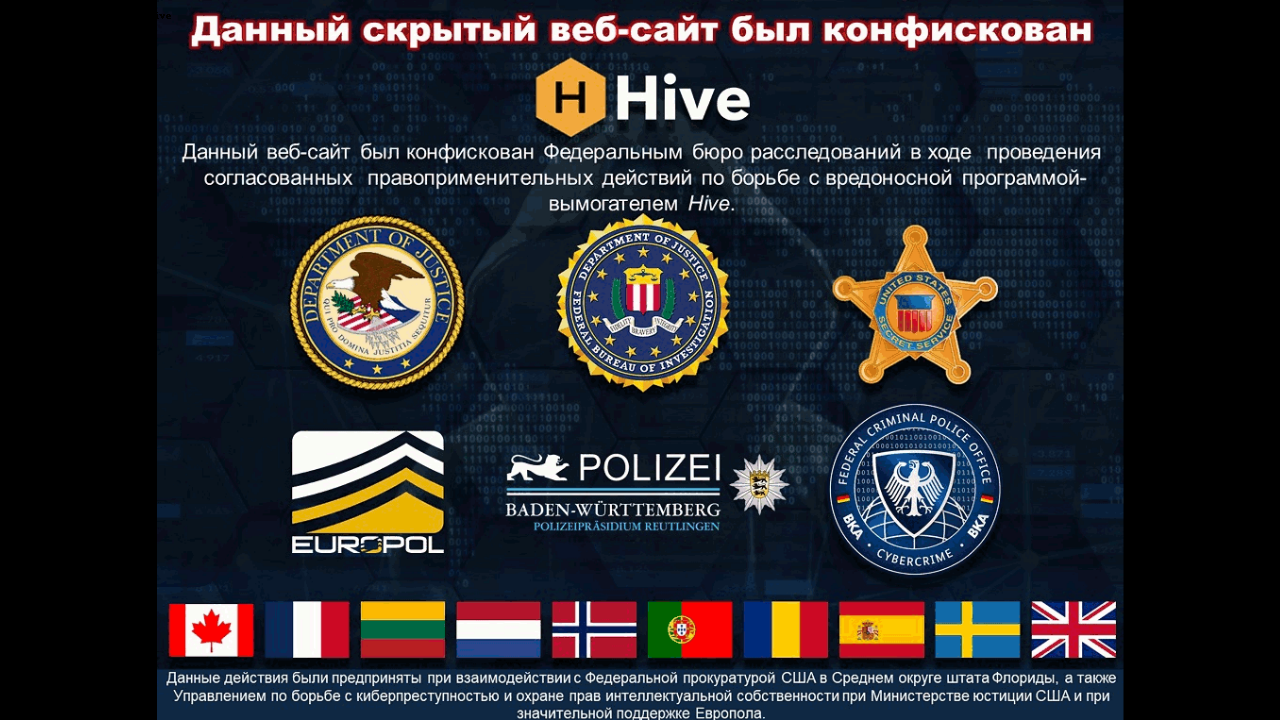 Данный скрытый веб-сайт был конфискован
H Hive
Данный веб-сайт был конфискован Федеральным бюро расследований в ходе проведения
согласованных правоприменительных действий по борьбе с вредоносной программой-
вымогателем Hive.
DEPARTMENT OF JUSTICE
QUI PRO DOMINA JUSTITIA SEQUITUR
DEPARTMENT OF JUSTICE
FIDELITY BRAVERY INTEGRITY
FEDERAL BUREAU OF INVESTIGATION
UNITED STATES
SECRET SERVICE
EUROPOL
POLIZEI
BADEN-WÜRTTEMBERG
POLIZEIPRÄSIDIUM REUTLINGEN
FEDERAL CRIMINAL POLICE OFFICE
BKA • CYBERCRIME • BKA
Данные действия были предприняты при взаимодействии с Федеральной прокуратурой США в Среднем округе штата Флориды, а также
Управлением по борьбе с киберпреступностью и охране прав интеллектуальной собственности при Министерстве юстиции США и при
значительной поддержке Европола.